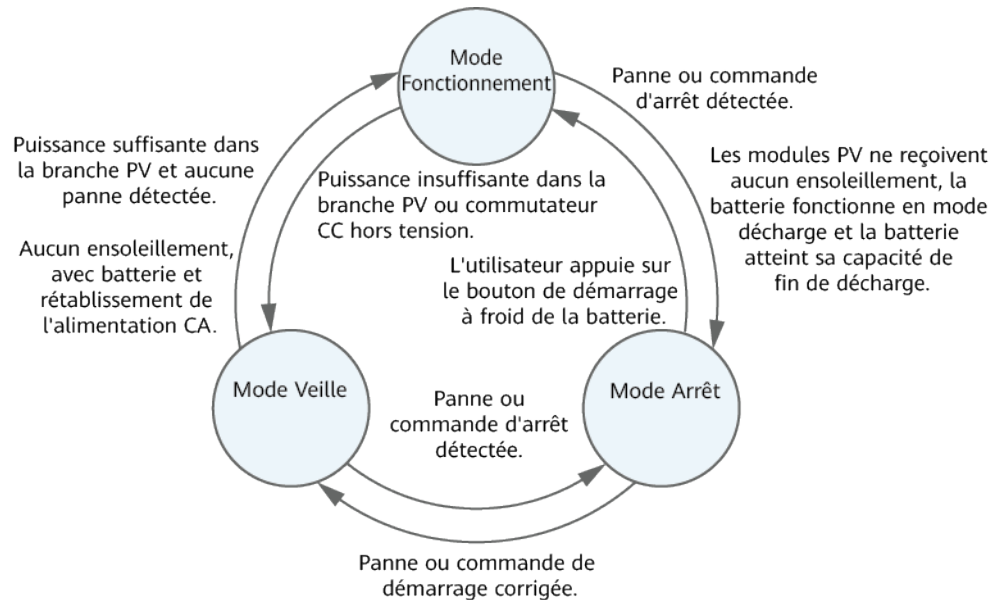 Mode
Fonctionnement
Panne ou commande
d'arrêt détectée.
Puissance suffisante dans
la branche PV et aucune
panne détectée.
Les modules PV ne reçoivent
aucun ensoleillement, la
batterie fonctionne en mode
décharge et la batterie
atteint sa capacité de
fin de décharge.
Puissance insuffisante dans la
branche PV ou commutateur
CC hors tension.
Aucun ensoleillement,
avec batterie et
rétablissement de
l'alimentation CA.
L'utilisateur appuie sur
le bouton de démarrage
à froid de la batterie.
Mode Veille
Mode Arrêt
Panne ou
commande d'arrêt
détectée.
Panne ou commande de
démarrage corrigée.